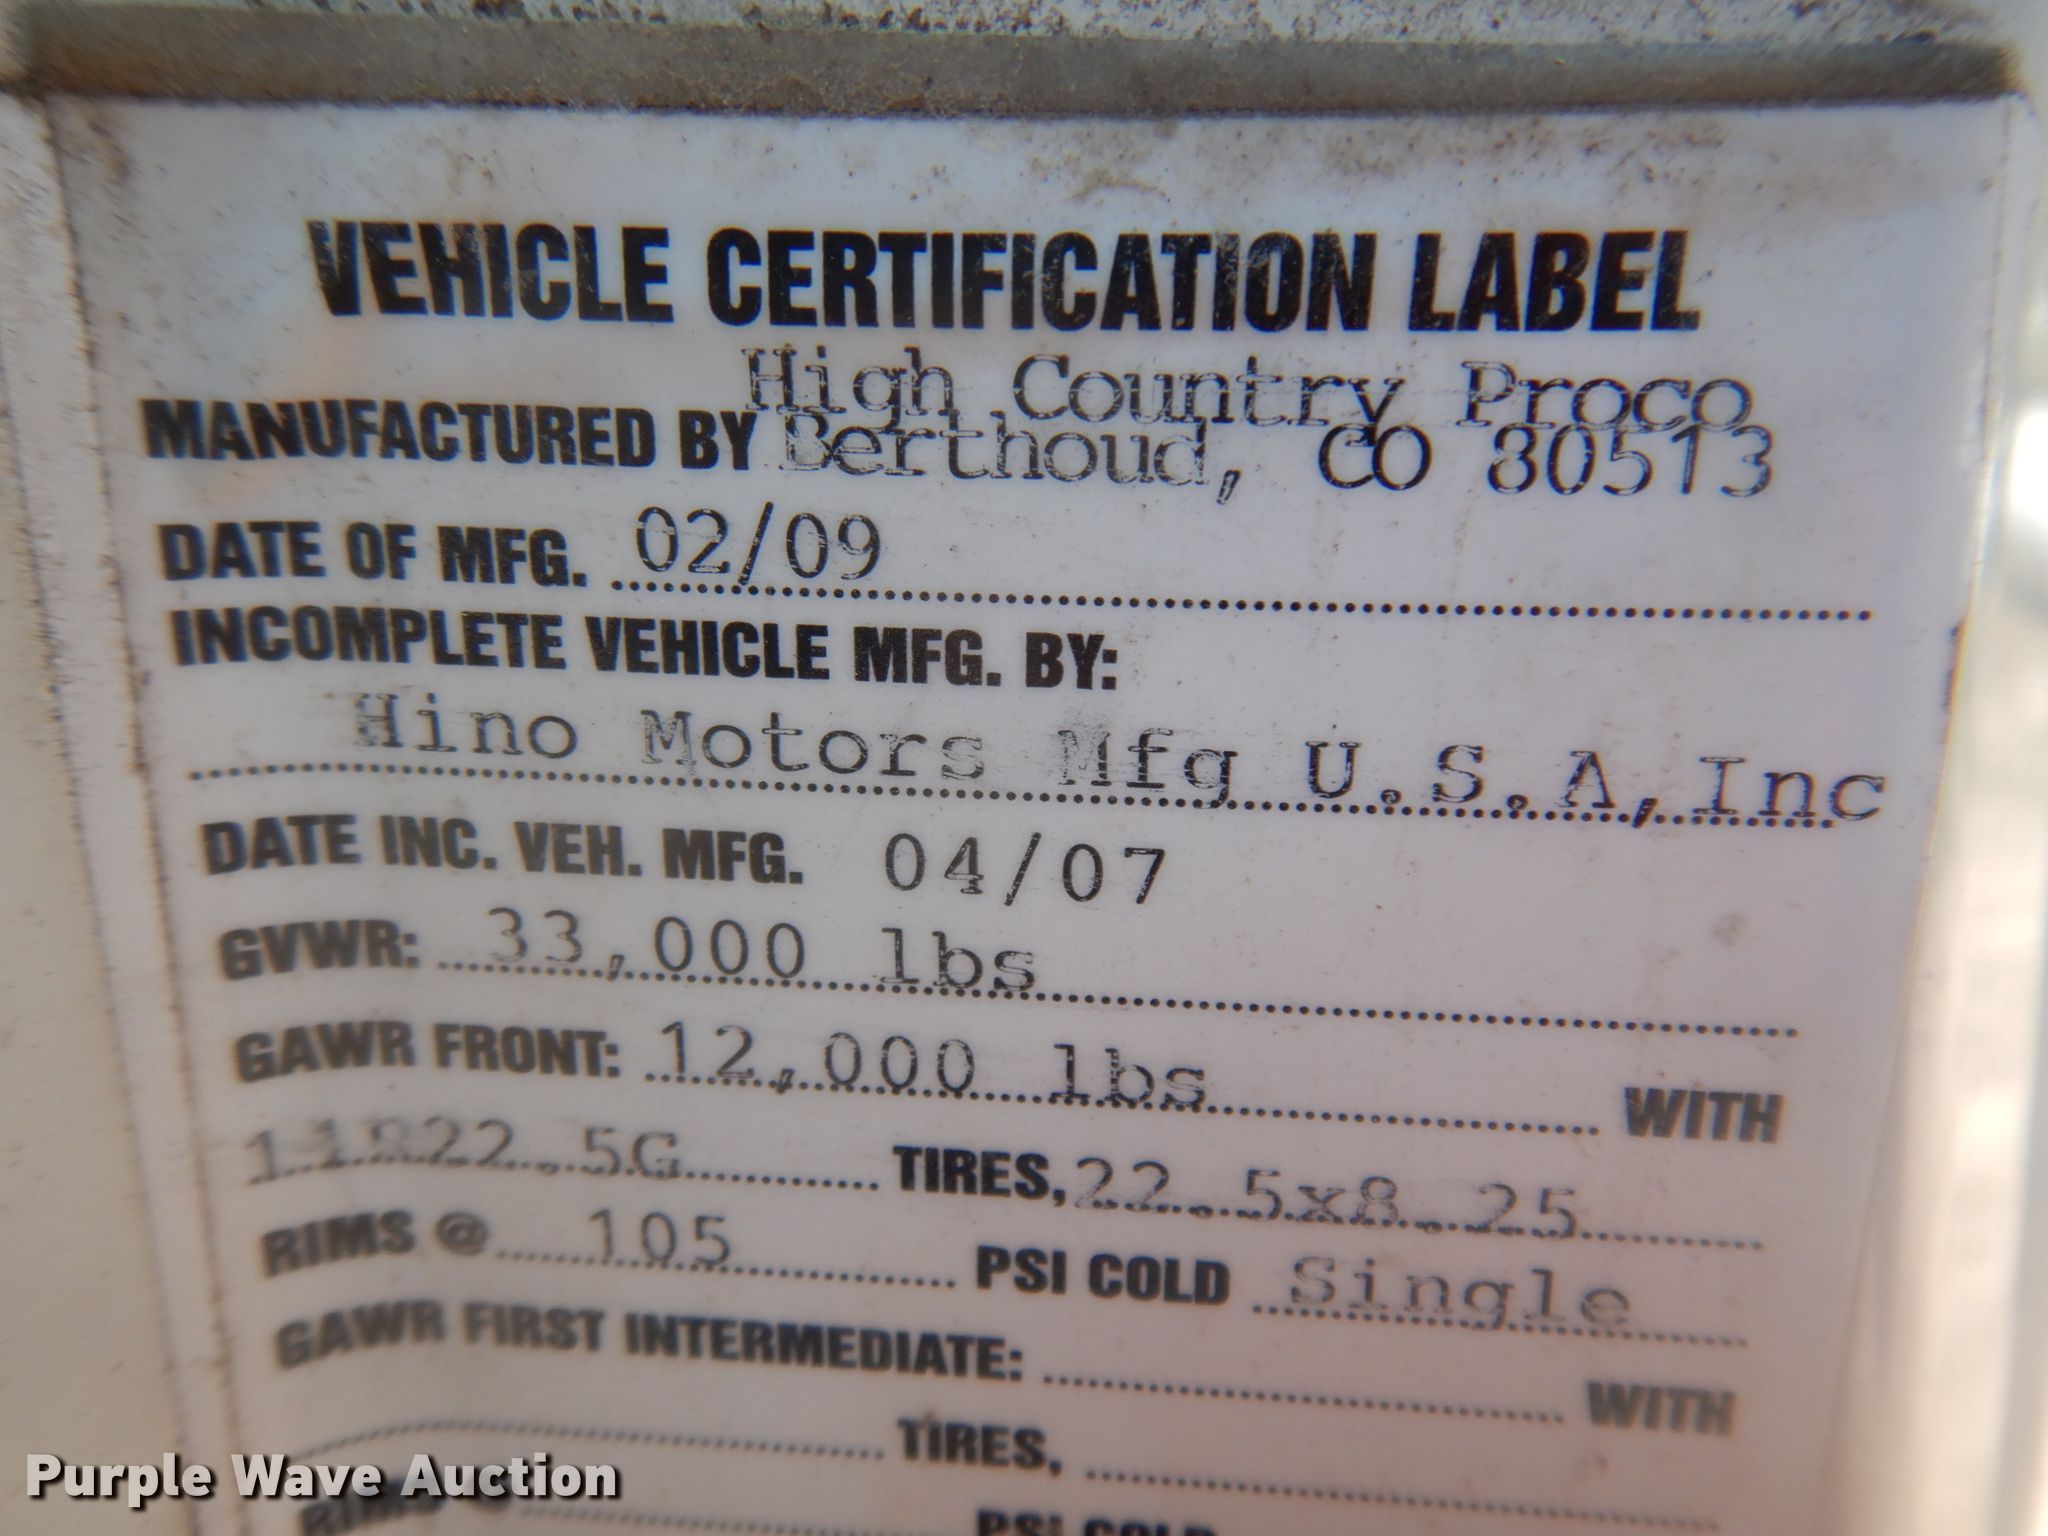 VEHICLE CERTIFICATION LABEL
High Country Proco
MANUFACTURED BY Berthoud, CO 80513
DATE OF MFG. 02/09
INCOMPLETE VEHICLE MFG. BY:
Hino Motors Mfg U.S.A,Inc
DATE INC. VEH. MFG. 04/07
GVWR: 33,000 lbs
GAWR FRONT: 12,000 lbs WITH
11R22.5G TIRES, 22.5x8.25
RIMS @ 105 PSI COLD Single
GAWR FIRST INTERMEDIATE: WITH
TIRES,
RIMS @ PSI COLD
Purple Wave Auction